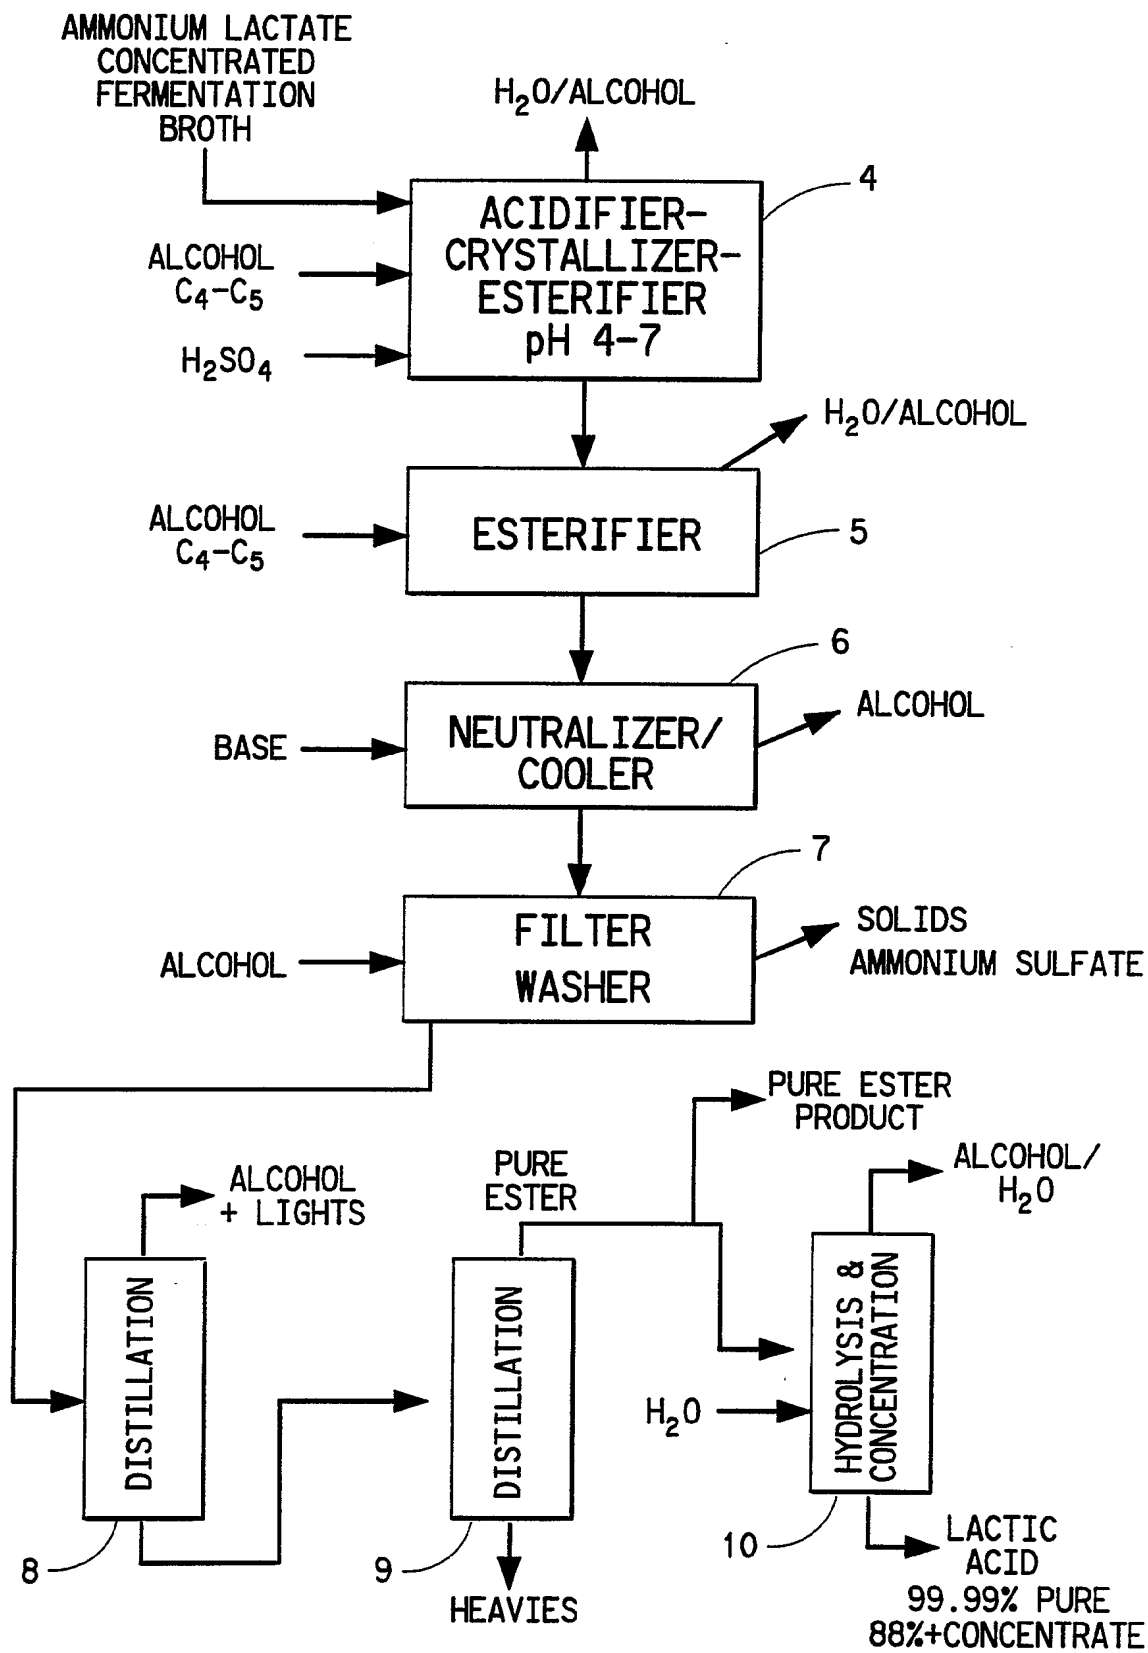 AMMONIUM LACTATE
CONCENTRATED
FERMENTATION
BROTH
H₂O/ALCOHOL
4
ACIDIFIER-
CRYSTALLIZER-
ESTERIFIER
pH 4-7
ALCOHOL
C₄-C₅
H₂SO₄
H₂O/ALCOHOL
ALCOHOL
C₄-C₅
ESTERIFIER
5
6
ALCOHOL
BASE
NEUTRALIZER/
COOLER
7
FILTER
WASHER
SOLIDS
AMMONIUM SULFATE
ALCOHOL
PURE ESTER
PRODUCT
ALCOHOL
+ LIGHTS
PURE
ESTER
ALCOHOL/
H₂O
DISTILLATION
DISTILLATION
HYDROLYSIS &
CONCENTRATION
H₂O
8
9
10
HEAVIES
LACTIC
ACID
99.99% PURE
88%+CONCENTRATE